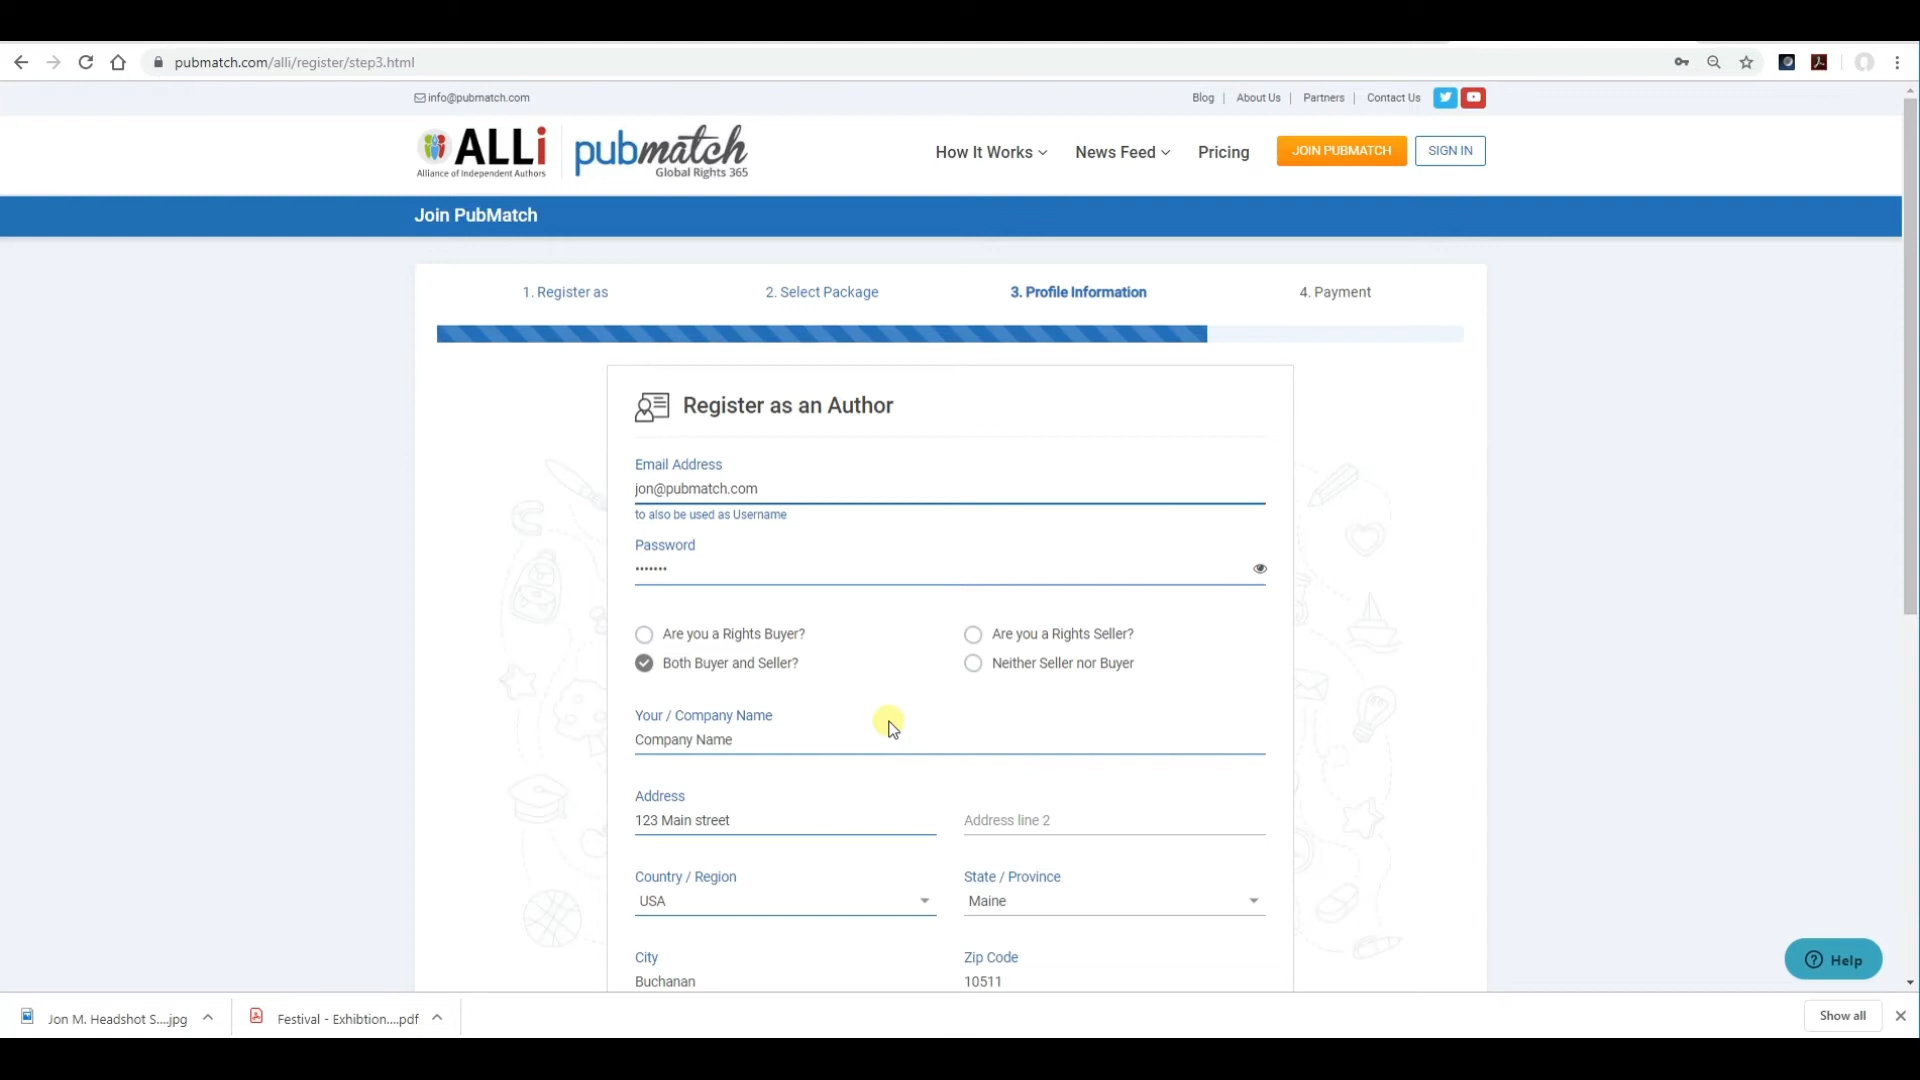 pubmatch.com/alli/register/step3.html
info@pubmatch.com
Blog | About Us | Partners | Contact Us
ALLi
Alliance of Independent Authors
pubmatch
Global Rights 365
How It Works
News Feed
Pricing
JOIN PUBMATCH
SIGN IN
Join PubMatch
1. Register as
2. Select Package
3. Profile Information
4. Payment
Register as an Author
Email Address
jon@pubmatch.com
to also be used as Username
Password
•••••••
Are you a Rights Buyer?
Are you a Rights Seller?
Both Buyer and Seller?
Neither Seller nor Buyer
Your / Company Name
Company Name
Address
123 Main street
Address line 2
Country / Region
State / Province
USA
Maine
City
Zip Code
Buchanan
10511
Help
Jon M. Headshot S....jpg
Festival - Exhibtion....pdf
Show all